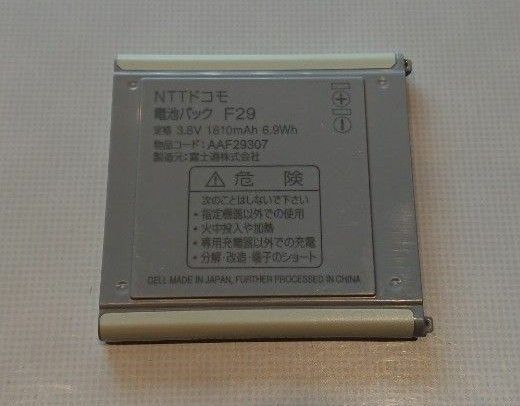 NTTドコモ
電池パック F29
定格 3.8V 1810mAh 6.9Wh
物品コード：AAF29307
製造元：富士通株式会社
⚠ 危険
次のことはしないで下さい
・指定機器以外での使用
・火中投入や加熱
・専用充電器以外での充電
・分解・改造・端子のショート
CELL MADE IN JAPAN, FURTHER PROCESSED IN CHINA